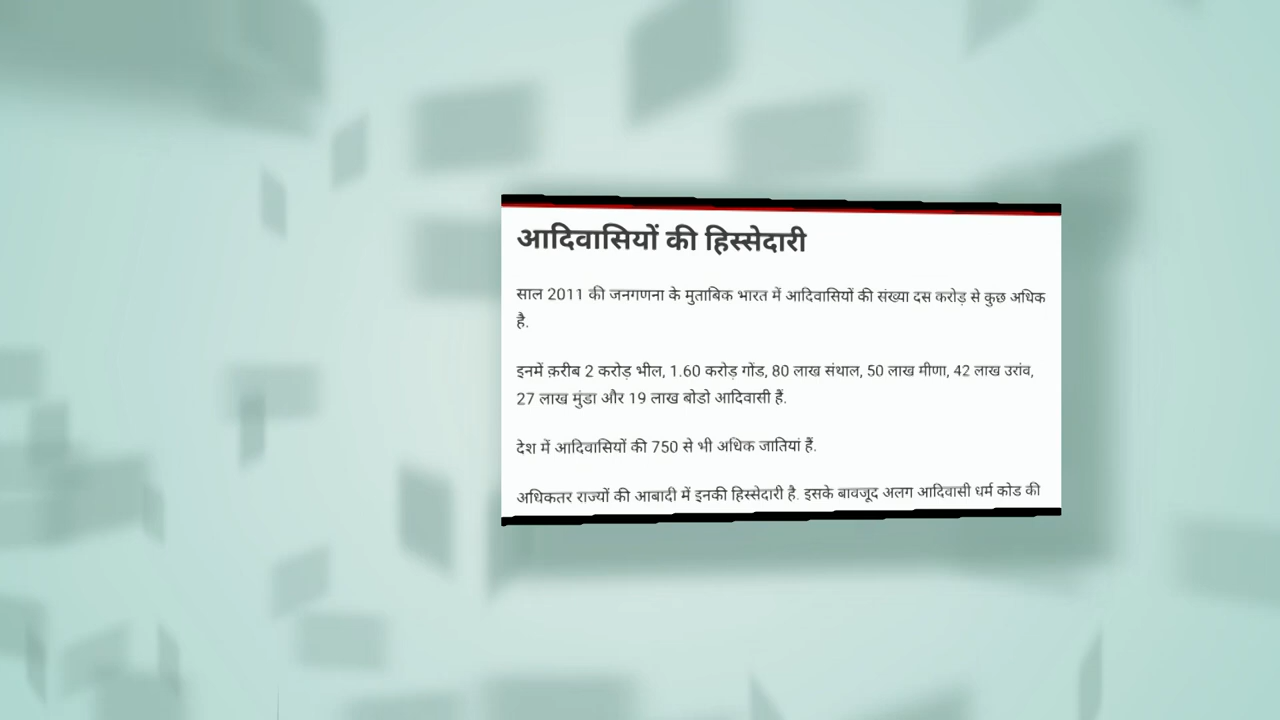 आदिवासियों की हिस्सेदारी
साल 2011 की जनगणना के मुताबिक भारत में आदिवासियों की संख्या दस करोड़ से कुछ अधिक
है.
इनमें क़रीब 2 करोड़ भील, 1.60 करोड़ गोंड, 80 लाख संथाल, 50 लाख मीणा, 42 लाख उरांव,
27 लाख मुंडा और 19 लाख बोडो आदिवासी हैं.
देश में आदिवासियों की 750 से भी अधिक जातियां हैं.
अधिकतर राज्यों की आबादी में इनकी हिस्सेदारी है. इसके बावजूद अलग आदिवासी धर्म कोड की